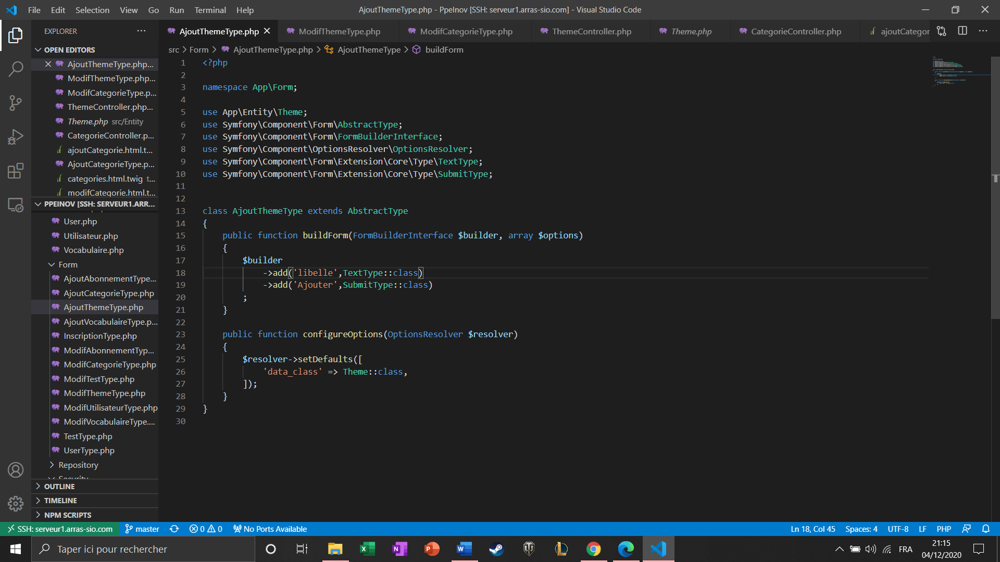 File Edit Selection View Go Run Terminal Help
AjoutThemeType.php - PpeInov [SSH: serveur1.arras-sio.com] - Visual Studio Code
EXPLORER
AjoutThemeType.php ModifThemeType.php ModifCategorieType.php ThemeController.php Theme.php CategorieController.php ajoutCategor
OPEN EDITORS
AjoutThemeType.php...
ModifThemeType.php...
ModifCategorieType.p...
ThemeController.php...
Theme.php src/Entity
CategorieController.p...
ajoutCategorie.html.t...
AjoutCategorieType.p...
categories.html.twig t...
modifCategorie.html.t...
PPEINOV [SSH: SERVEUR1.ARR...
User.php
Utilisateur.php
Vocabulaire.php
Form
AjoutAbonnementType...
AjoutCategorieType.php
AjoutThemeType.php
AjoutVocabulaireType.p...
InscriptionType.php
ModifAbonnementTyp...
ModifCategorieType.php
ModifTestType.php
ModifThemeType.php
ModifUtilisateurType.php
ModifVocabulaireType....
TestType.php
UserType.php
Repository
Security
OUTLINE
TIMELINE
NPM SCRIPTS
src > Form > AjoutThemeType.php > AjoutThemeType > buildForm
1 <?php
2
3 namespace App\Form;
4
5 use App\Entity\Theme;
6 use Symfony\Component\Form\AbstractType;
7 use Symfony\Component\Form\FormBuilderInterface;
8 use Symfony\Component\OptionsResolver\OptionsResolver;
9 use Symfony\Component\Form\Extension\Core\Type\TextType;
10 use Symfony\Component\Form\Extension\Core\Type\SubmitType;
11
12
13 class AjoutThemeType extends AbstractType
14 {
15     public function buildForm(FormBuilderInterface $builder, array $options)
16     {
17         $builder
18             ->add('libelle',TextType::class)
19             ->add('Ajouter',SubmitType::class)
20         ;
21     }
22
23     public function configureOptions(OptionsResolver $resolver)
24     {
25         $resolver->setDefaults([
26             'data_class' => Theme::class,
27         ]);
28     }
29 }
30
SSH: serveur1.arras-sio.com master 0 0 No Ports Available
Ln 18, Col 45 Spaces: 4 UTF-8 LF PHP
Taper ici pour rechercher
FRA
21:15
04/12/2020